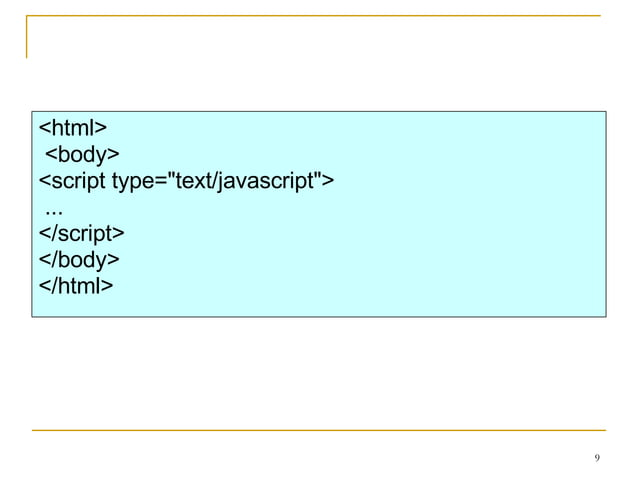 <html>
<body>
<script type="text/javascript">
...
</script>
</body>
</html>
9